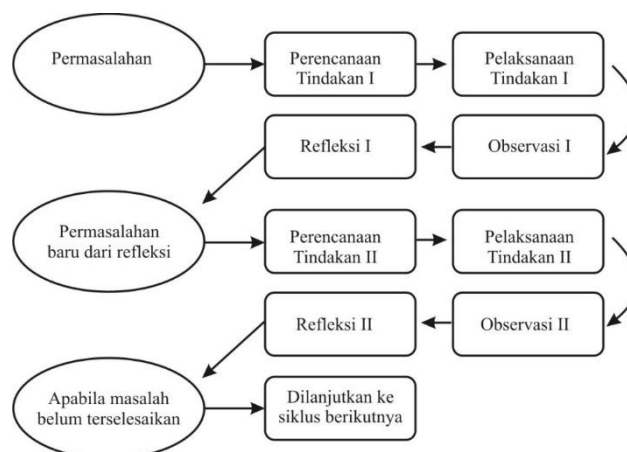 Permasalahan
Perencanaan
Tindakan I
Pelaksanaan
Tindakan I
Refleksi I
Observasi I
Permasalahan
baru dari refleksi
Perencanaan
Tindakan II
Pelaksanaan
Tindakan II
Refleksi II
Observasi II
Apabila masalah
belum terselesaikan
Dilanjutkan ke
siklus berikutnya